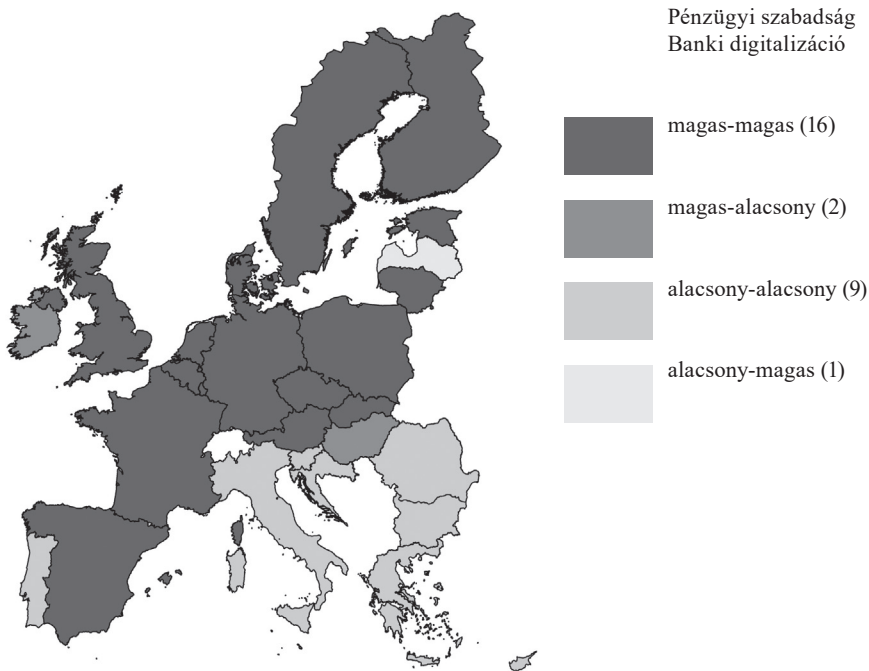 Pénzügyi szabadság
Banki digitalizáció
magas-magas (16)
magas-alacsony (2)
alacsony-alacsony (9)
alacsony-magas (1)